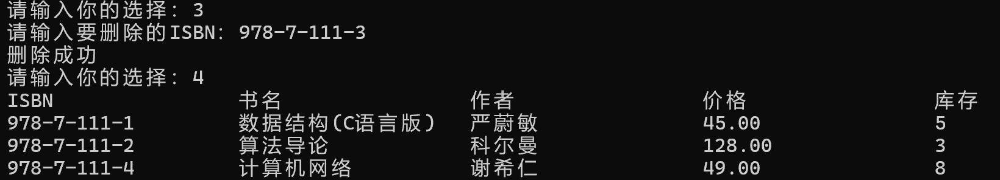 请输入你的选择: 3
请输入要删除的ISBN: 978-7-111-3
删除成功
请输入你的选择: 4
ISBN 书名 作者 价格 库存
978-7-111-1 数据结构(C语言版) 严蔚敏 45.00 5
978-7-111-2 算法导论 科尔曼 128.00 3
978-7-111-4 计算机网络 谢希仁 49.00 8